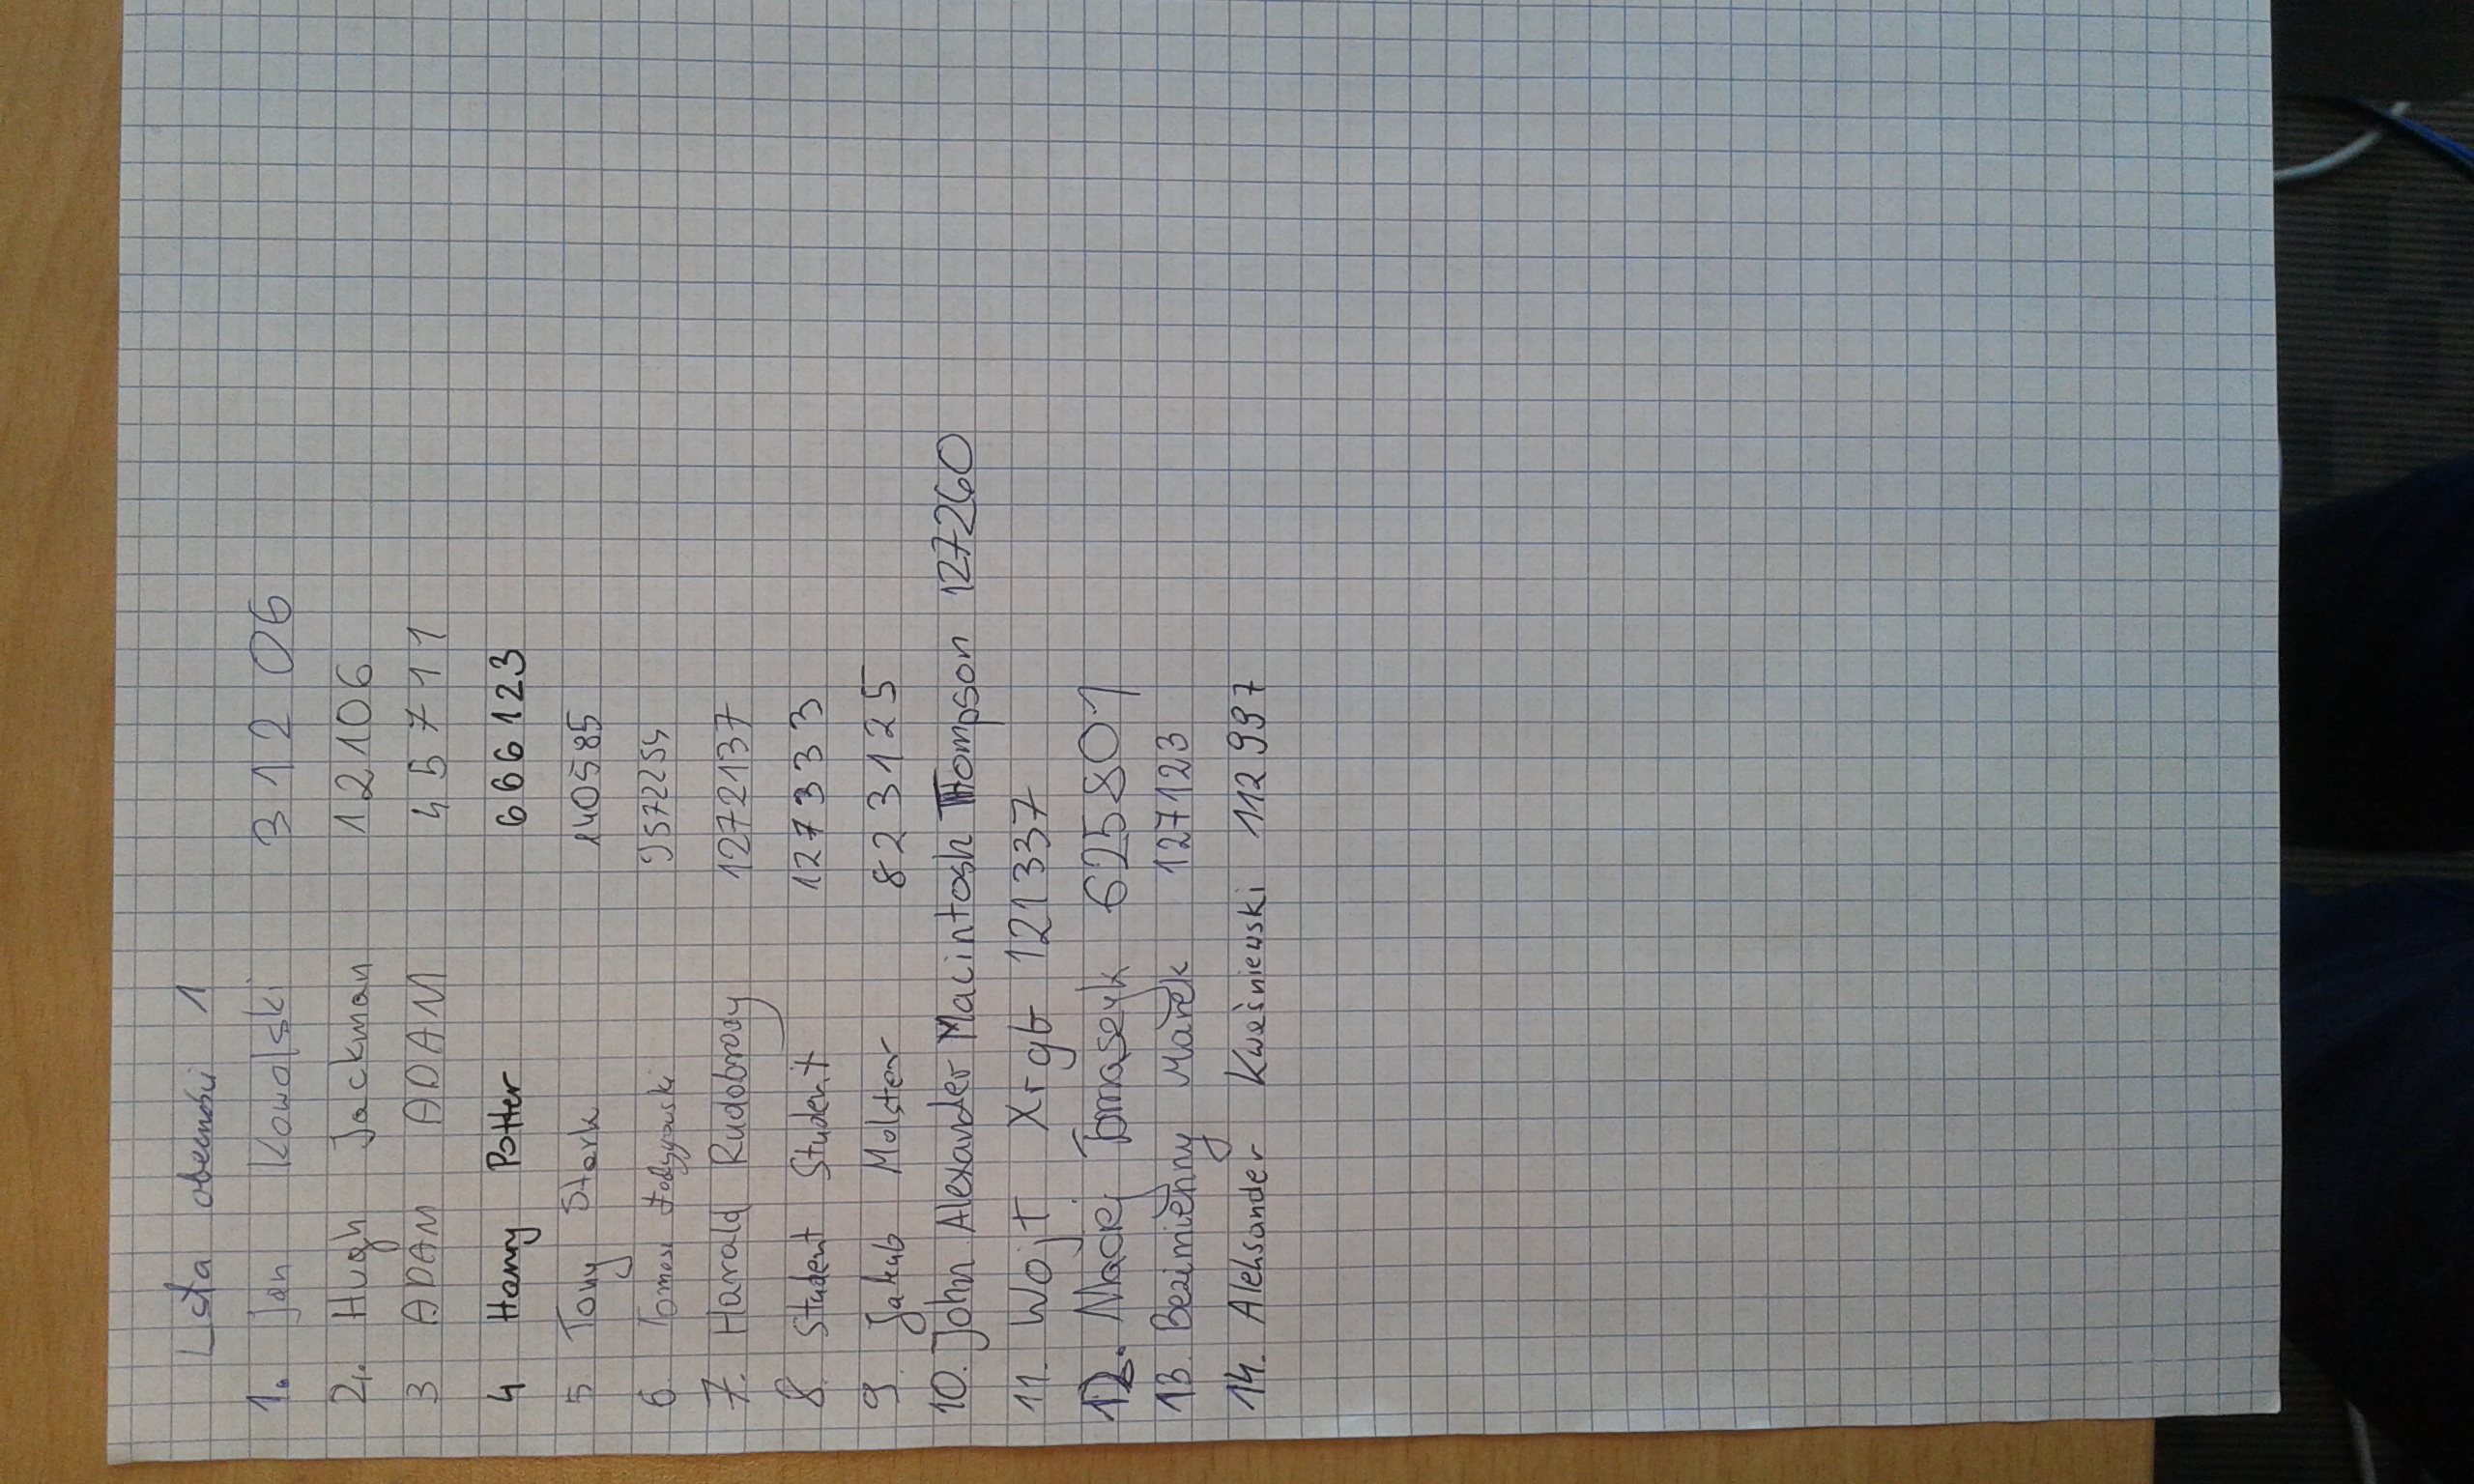 Lista obecności 1
1. Jan Kowalski 31206
2. Hugh Jackman 12106
3 ADAM ADAM 45711
4 Harry Potter 666123
5 Tony Stark 140585
6. Tomasz 9572254
7. Harald Rudobrody 1272137
8. Student Student 127333
9. Jakub Molster 823125
10. John Alexander Macintosh Thompson 127260
11. Wojt Xrgb 121337
12. Maciej Tomaszyk 625801
13. Bezimienny Marek 127123
14. Aleksander Kwaśniewski 112997